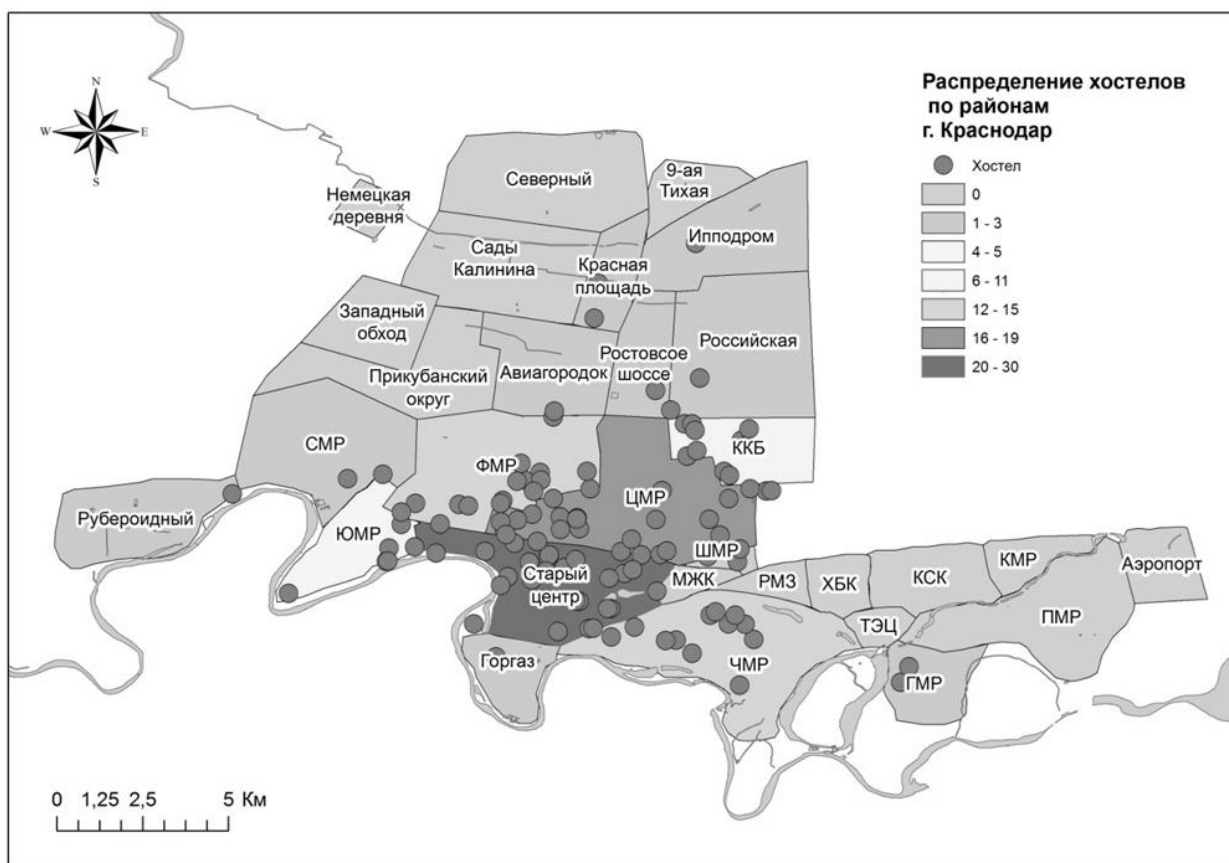 Распределение хостелов
по районам
г. Краснодар
Хостел
0
1 - 3
4 - 5
6 - 11
12 - 15
16 - 19
20 - 30
N
W
E
S
Северный
9-ая
Тихая
Немецкая
деревня
Ипподром
Сады
Калинина
Красная
площадь
Западный
обход
Российская
Ростовсое
шоссе
Авиагородок
Прикубанский
округ
СМР
ФМР
ККБ
ЦМР
Рубероидный
ЮМР
ШМР
Старый
центр
МЖК
РМЗ
ХБК
КСК
КМР
Аэропорт
ТЭЦ
ПМР
Горгаз
ЧМР
ГМР
0 1,25 2,5 5 Км